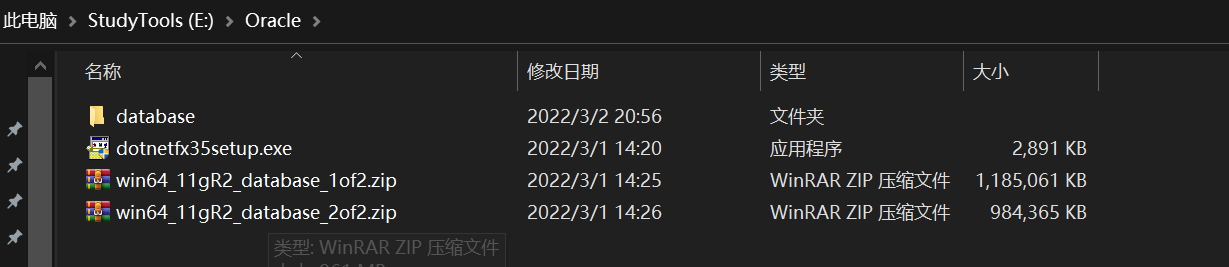 此电脑 > StudyTools (E:) > Oracle >
名称 修改日期 类型 大小
database 2022/3/2 20:56 文件夹
dotnetfx35setup.exe 2022/3/1 14:20 应用程序 2,891 KB
win64_11gR2_database_1of2.zip 2022/3/1 14:25 WinRAR ZIP 压缩文件 1,185,061 KB
win64_11gR2_database_2of2.zip 2022/3/1 14:26 WinRAR ZIP 压缩文件 984,365 KB
类型: WinRAR ZIP 压缩文件